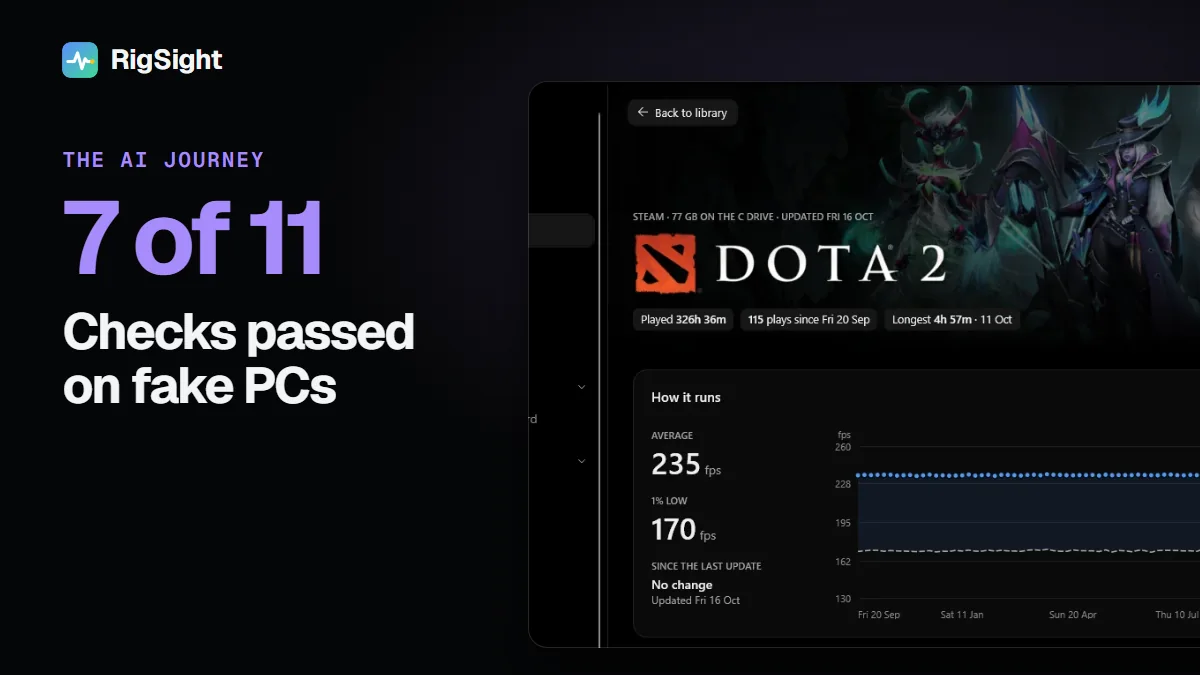 RigSight
THE AI JOURNEY
7 of 11
Checks passed
on fake PCs
Back to library
STEAM · 77 GB ON THE C DRIVE · UPDATED FRI 16 OCT
DOTA 2
Played 326h 36m
115 plays since Fri 20 Sep
Longest 4h 57m · 11 Oct
rd
How it runs
AVERAGE
235 fps
1% LOW
170 fps
SINCE THE LAST UPDATE
No change
Updated Fri 16 Oct
fps
260
228
195
162
130
Fri 20 Sep
Sat 11 Jan
Sun 20 Apr
Thu 10 Jul